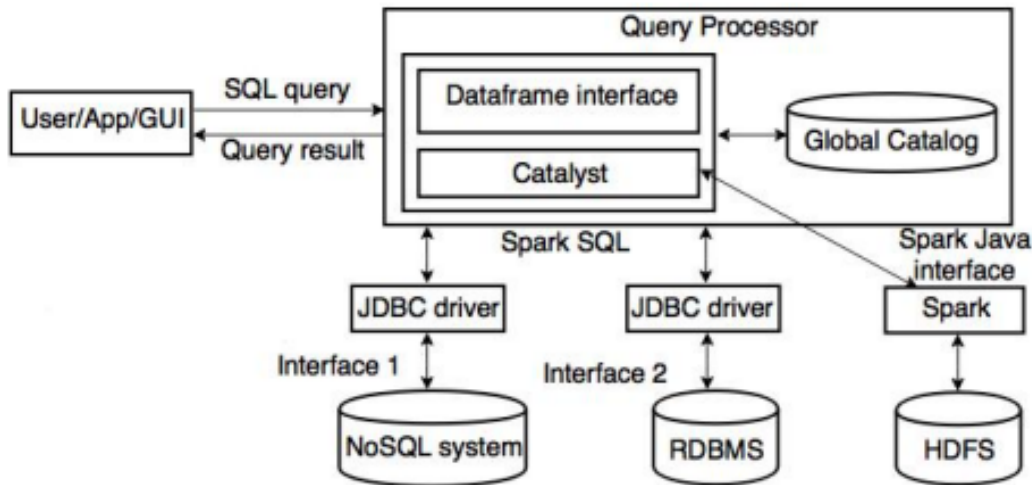 Query Processor
SQL query
Dataframe interface
User/App/GUI
Global Catalog
Query result
Catalyst
Spark SQL
Spark Java
interface
JDBC driver
JDBC driver
Spark
Interface 1
Interface 2
NoSQL system
RDBMS
HDFS